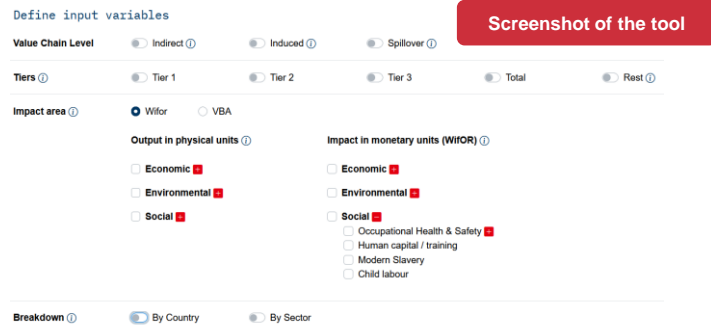 Define input variables
Screenshot of the tool
Value Chain Level Indirect Induced Spillover
Tiers Tier 1 Tier 2 Tier 3 Total Rest
Impact area Wifor VBA
Output in physical units Impact in monetary units (WifOR)
Economic Economic
Environmental Environmental
Social Social
Occupational Health & Safety
Human capital / training
Modern Slavery
Child labour
Breakdown By Country By Sector